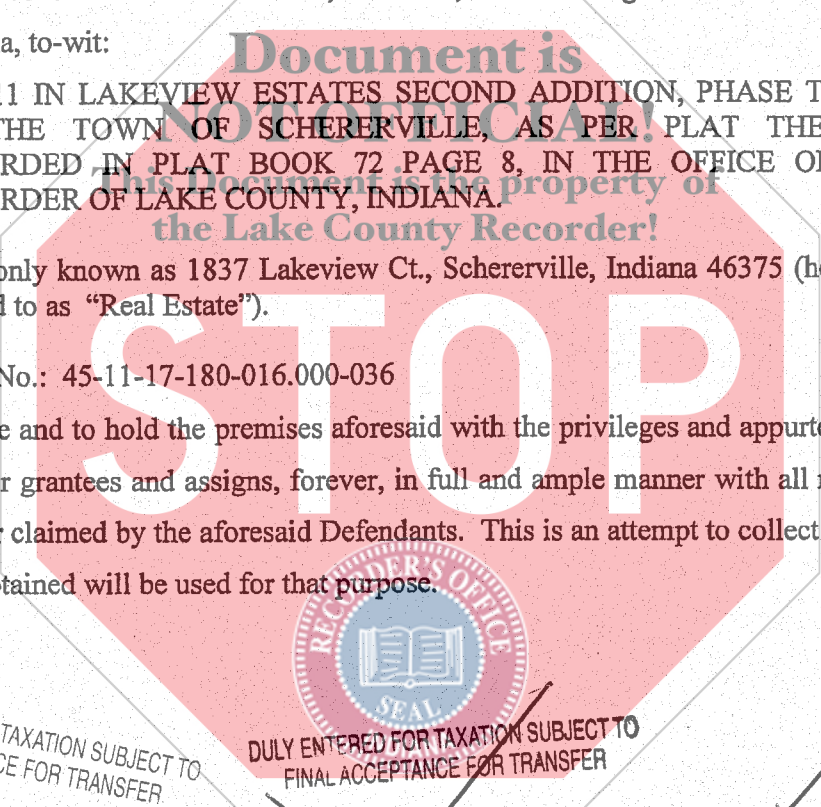 a, to-wit:
Document is
11 IN LAKEVIEW ESTATES SECOND ADDITION, PHASE T
NOT OFFICIAL!
THE TOWN OF SCHERERVILLE, AS PER PLAT THE
RDED IN PLAT BOOK 72 PAGE 8, IN THE OFFICE O
This Document is the property of
RDER OF LAKE COUNTY, INDIANA.
the Lake County Recorder!
only known as 1837 Lakeview Ct., Schererville, Indiana 46375 (h
d to as “Real Estate”).
STOP
No.: 45-11-17-180-016.000-036
e and to hold the premises aforesaid with the privileges and appurt
r grantees and assigns, forever, in full and ample manner with all
r claimed by the aforesaid Defendants. This is an attempt to collect
tained will be used for that purpose.
RECORDER'S OFFICE
SEAL
INDIANA
TAXATION SUBJECT TO
CE FOR TRANSFER
DULY ENTERED FOR TAXATION SUBJECT TO
FINAL ACCEPTANCE FOR TRANSFER